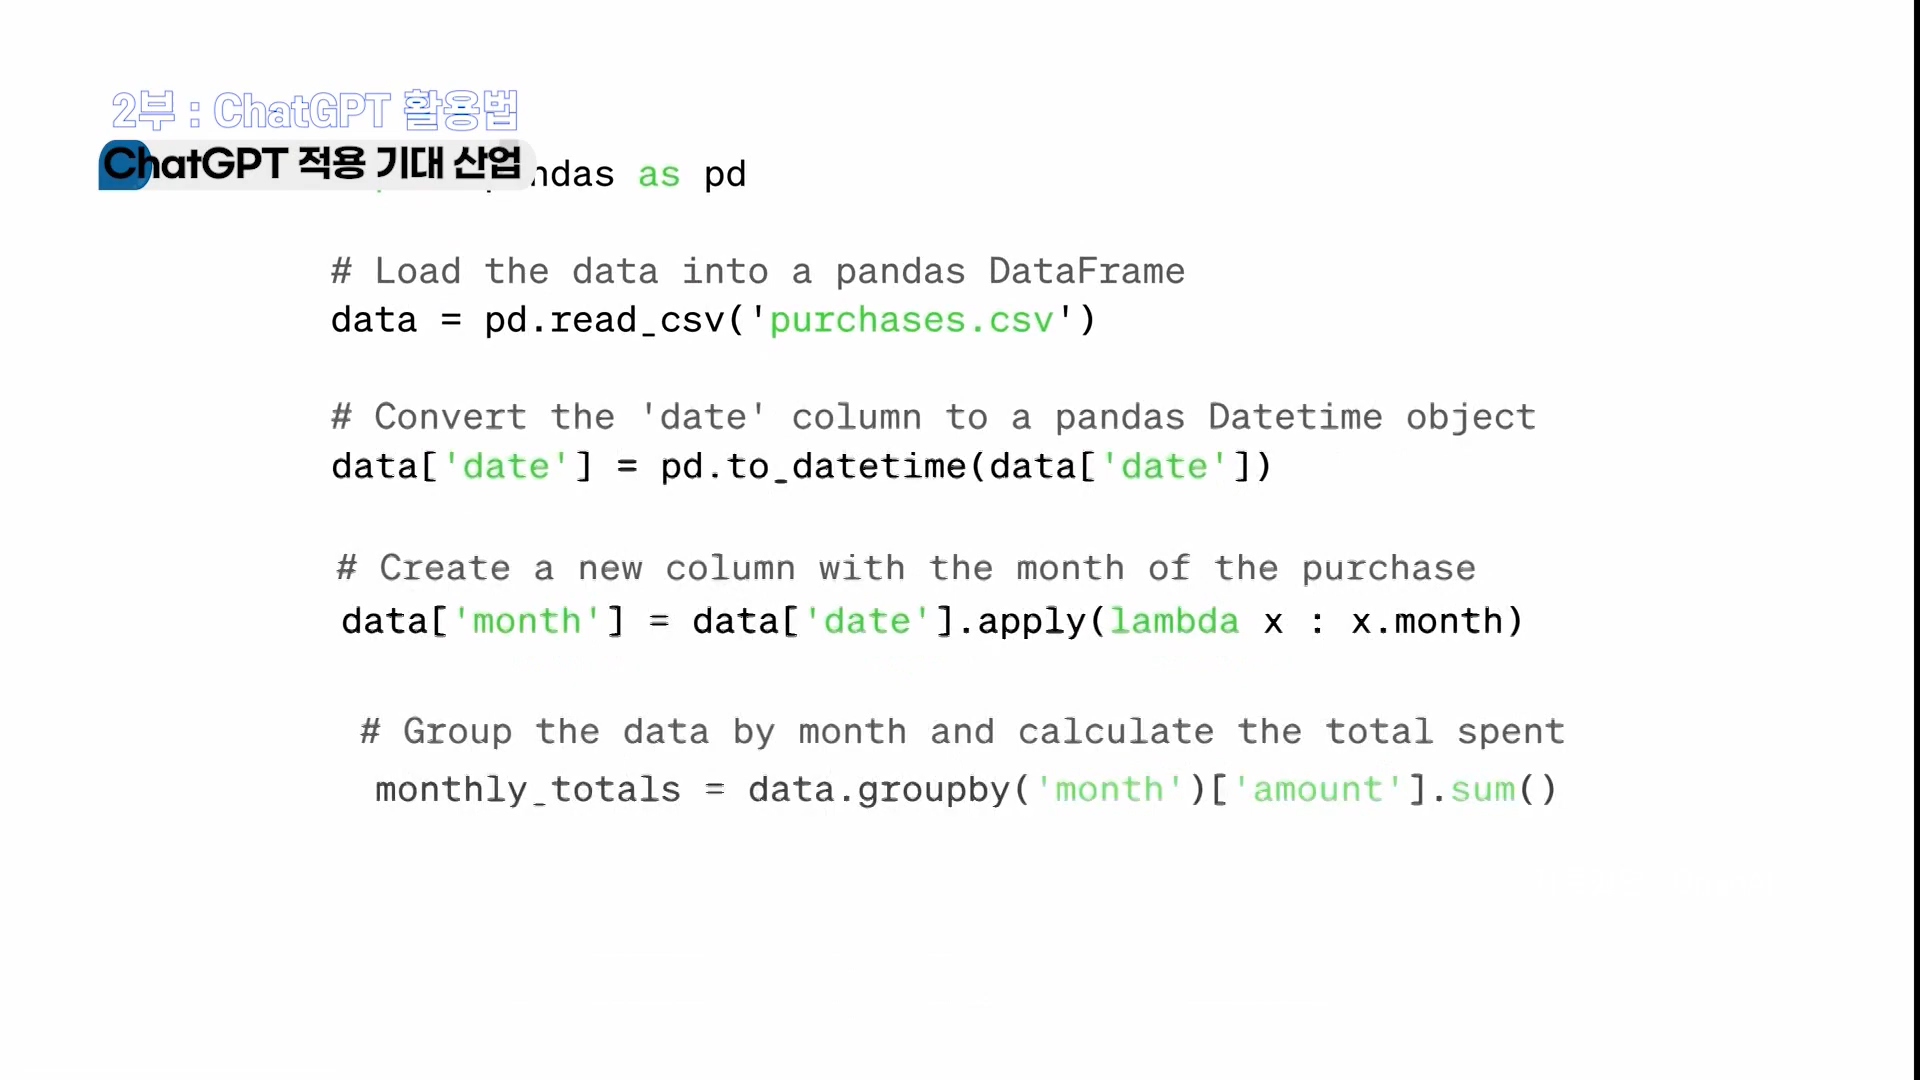 2부 : ChatGPT 활용법
ChatGPT 적용 기대 산업
as pd
# Load the data into a pandas DataFrame
data = pd.read_csv('purchases.csv')
# Convert the 'date' column to a pandas Datetime object
data['date'] = pd.to_datetime(data['date'])
# Create a new column with the month of the purchase
data['month'] = data['date'].apply(lambda x : x.month)
# Group the data by month and calculate the total spent
monthly_totals = data.groupby('month')['amount'].sum()